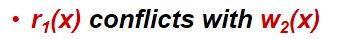 • r₁(x) conflicts with w₂(x)